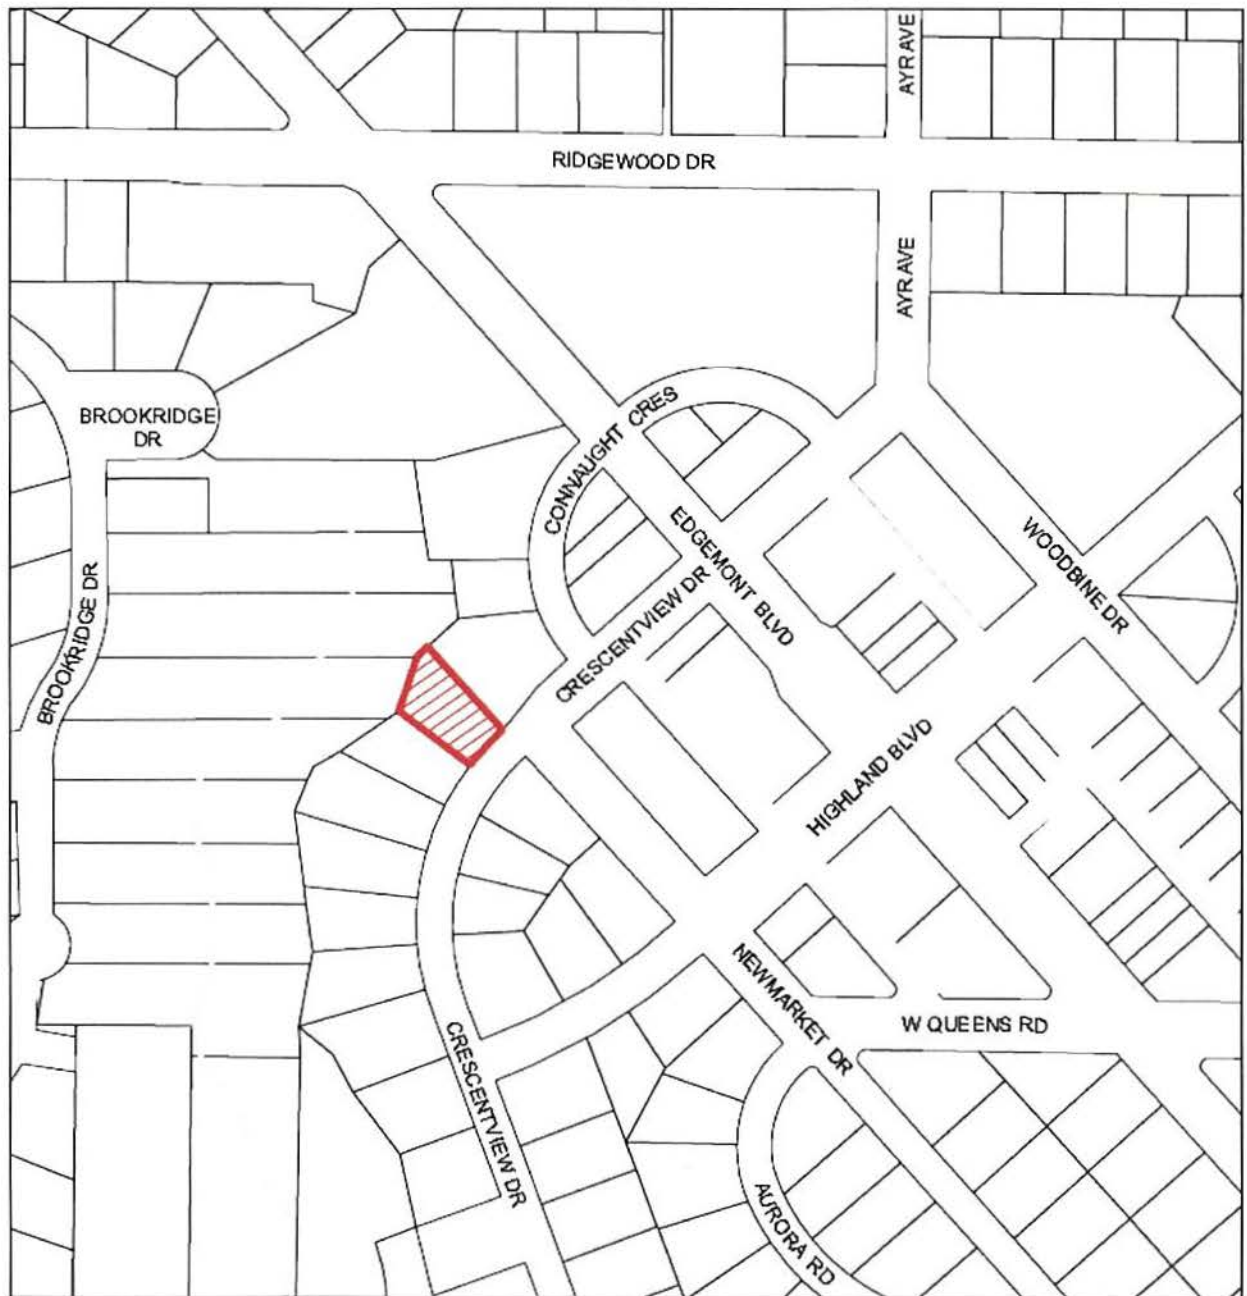 AYR AVE
RIDGEWOOD DR
AYR AVE
BROOKRIDGE
DR
CONNAUGHT CRES
EDGEMONT BLVD
WOODBINE DR
BROOKRIDGE DR
CRESCENTVIEW DR
HIGHLAND BLVD
NEWMARKET DR
W QUEENS RD
CRESCENTVIEW DR
AURORA RD